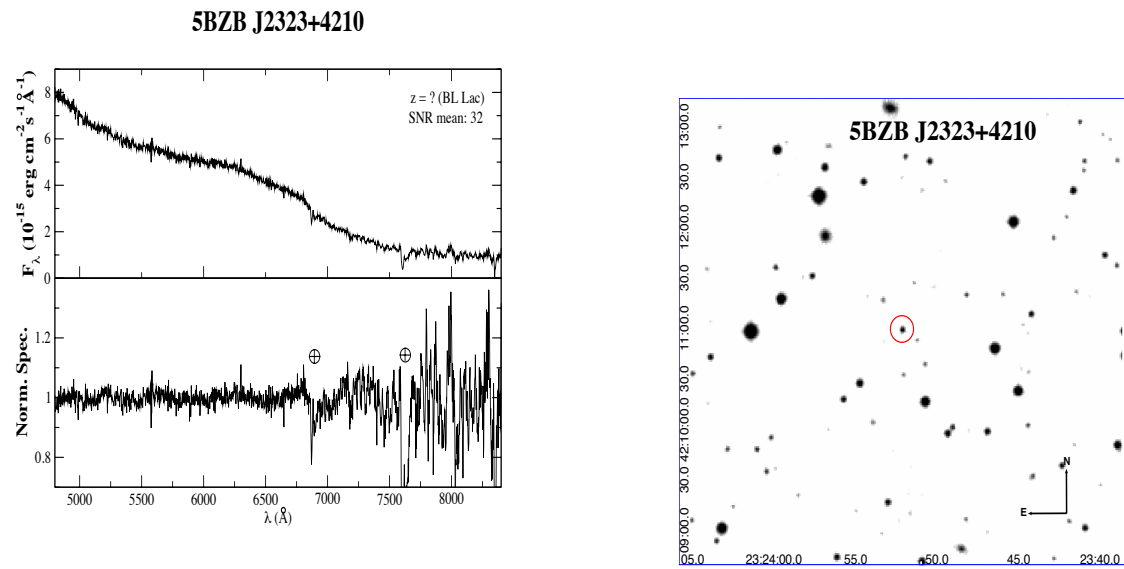 5BZB J2323+4210
z = ? (BL Lac)
SNR mean: 32
F_λ (10^-15 erg cm^-2 s^-1 Å^-1)
8
6
4
2
0
Norm. Spec.
1.2
1
0.8
5000 5500 6000 6500 7000 7500 8000
λ (Å)
5BZB J2323+4210
13:00.0
30.0
12:00.0
30.0
11:00.0
30.0
42:10:00.0
30.0
09:00.0
N
E
05.0 23:24:00.0 55.0 50.0 45.0 23:40.0